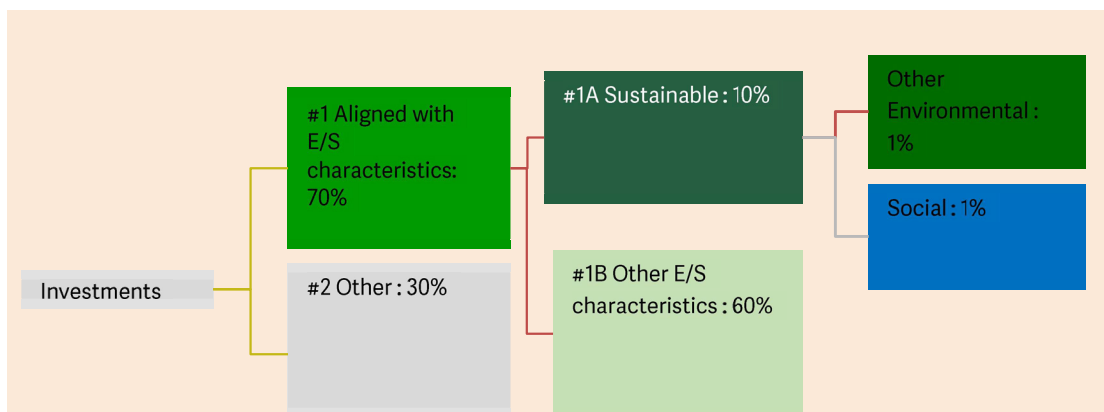 Investments
#1 Aligned with
E/S
characteristics:
70%
#2 Other : 30%
#1A Sustainable : 10%
#1B Other E/S
characteristics : 60%
Other
Environmental :
1%
Social : 1%